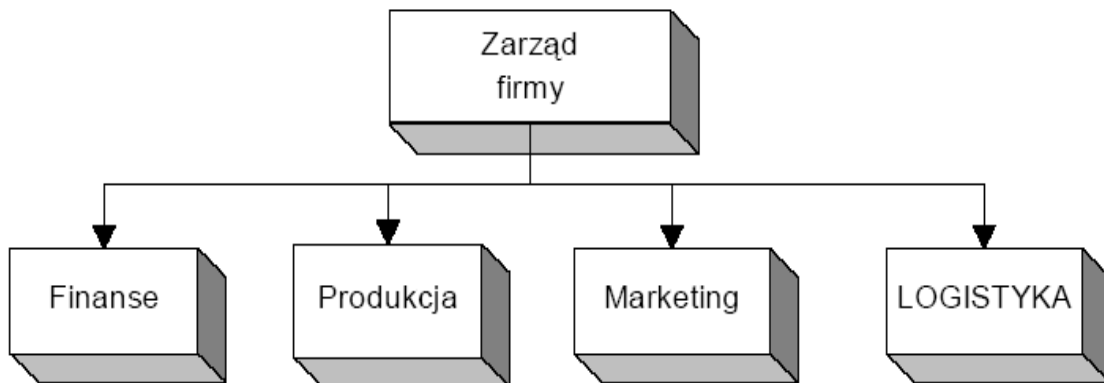 Zarząd
firmy
Finanse
Produkcja
Marketing
LOGISTYKA